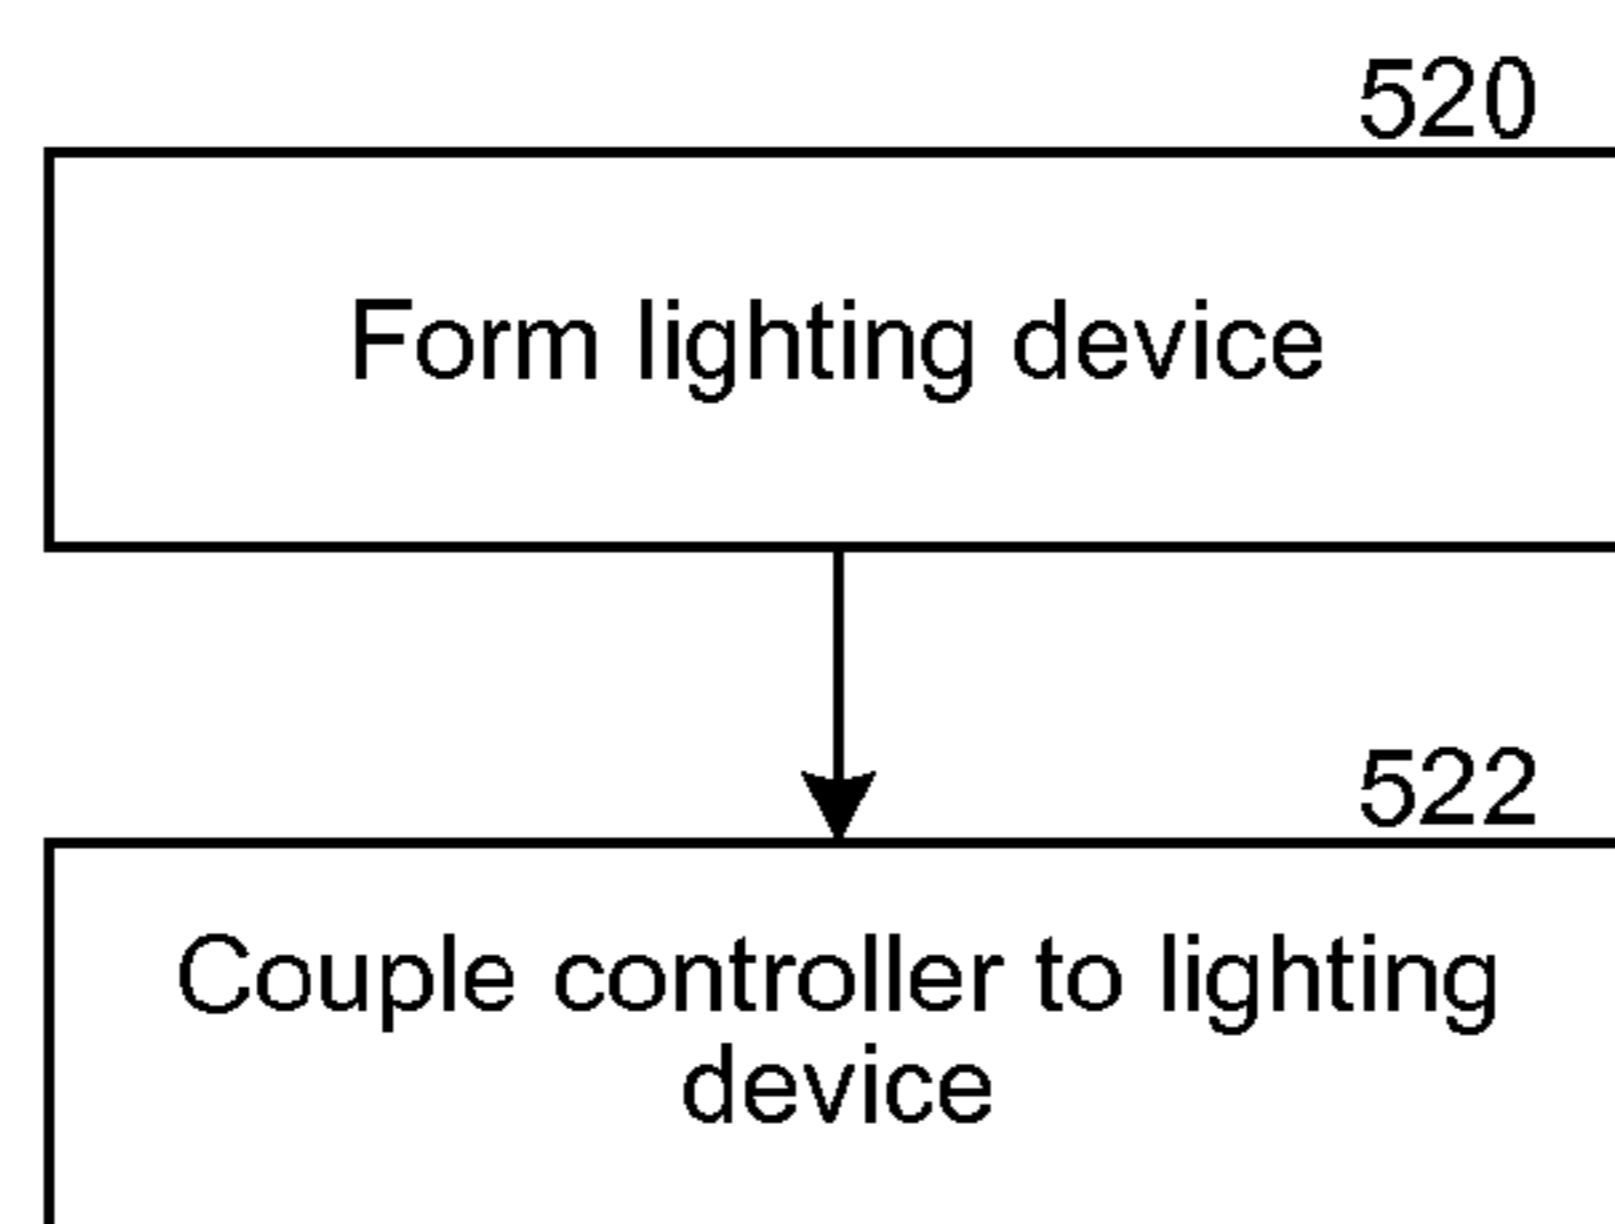 520
Form lighting device
522
Couple controller to lighting
device